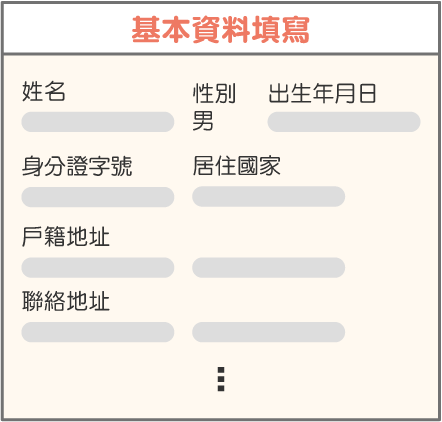 基本資料填寫
姓名 性別 出生年月日
男
身分證字號 居住國家
戶籍地址
聯絡地址